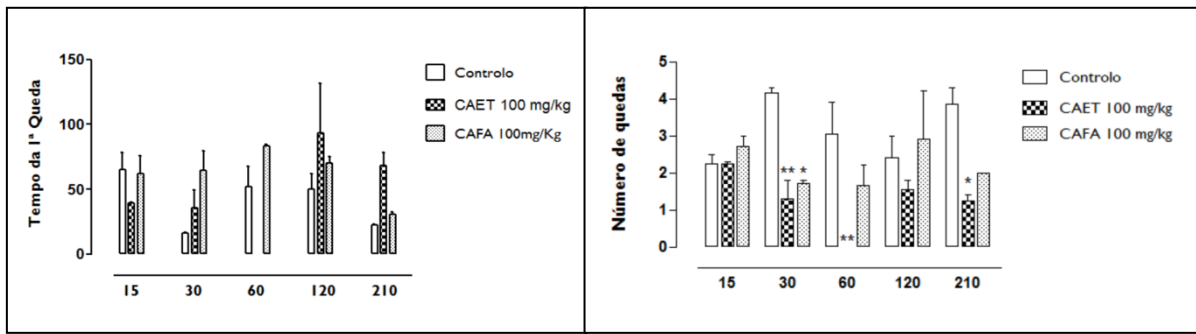 Tempo da 1ª Queda
150
100
50
0
Controlo
CAET 100 mg/kg
CAFA 100mg/Kg
15 30 60 120 210
Número de quedas
5
4
3
2
1
0
Controlo
CAET 100 mg/kg
CAFA 100 mg/kg
** *
**
*
15 30 60 120 210